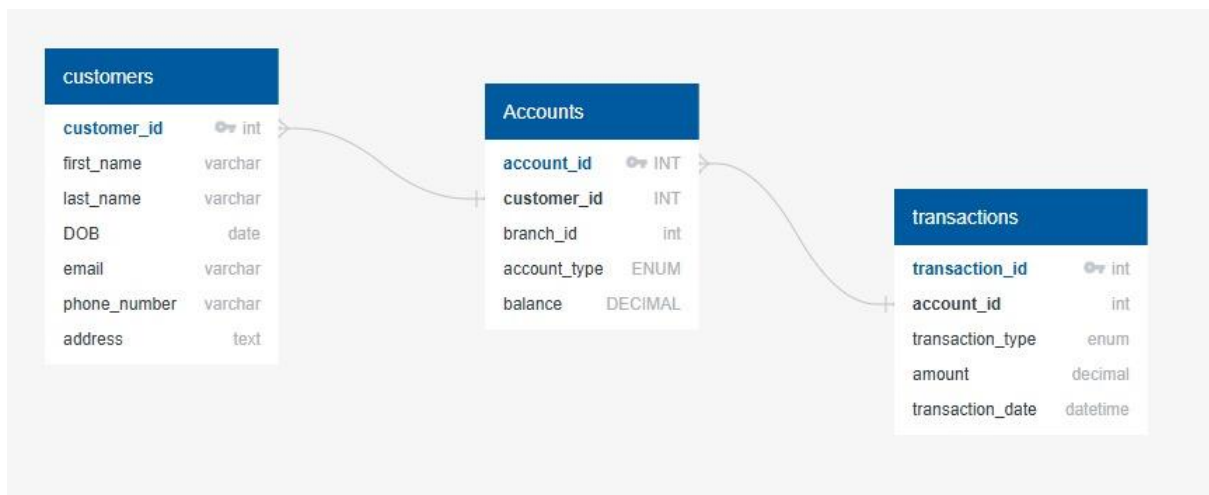 customers
customer_id int
first_name varchar
last_name varchar
DOB date
email varchar
phone_number varchar
address text
Accounts
account_id INT
customer_id INT
branch_id int
account_type ENUM
balance DECIMAL
transactions
transaction_id int
account_id int
transaction_type enum
amount decimal
transaction_date datetime